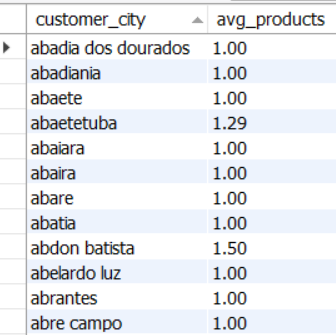 customer_city avg_products
abadia dos dourados 1.00
abadiania 1.00
abaete 1.00
abaetetuba 1.29
abaiara 1.00
abaira 1.00
abare 1.00
abatia 1.00
abdon batista 1.50
abelardo luz 1.00
abrantes 1.00
abre campo 1.00